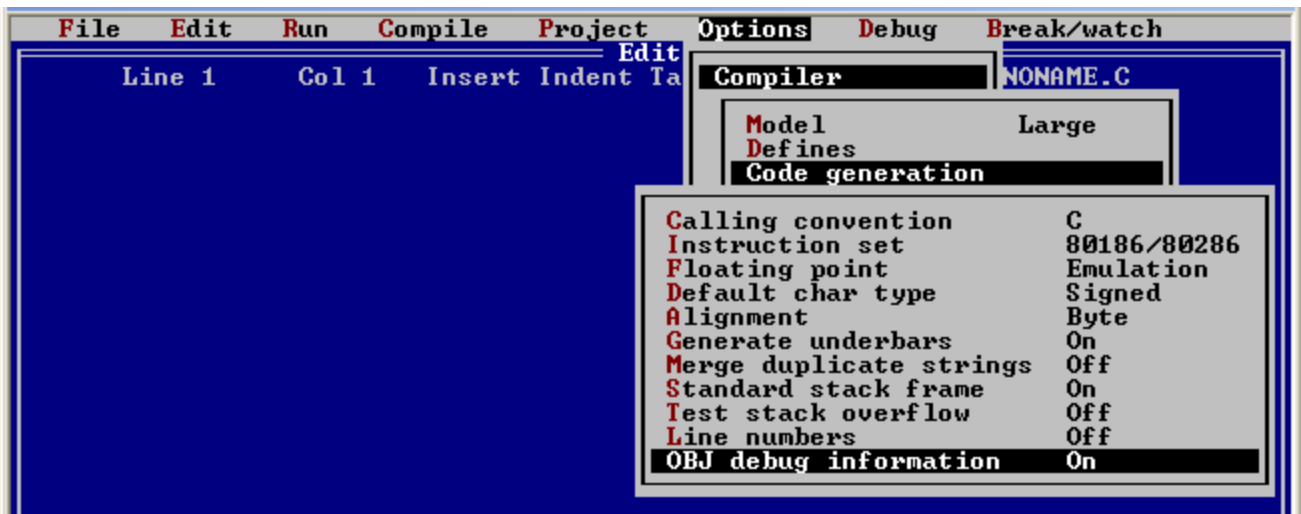 File Edit Run Compile Project Options Debug Break/watch
Edit
Line 1 Col 1 Insert Indent Ta Compiler NONAME.C
Model Large
Defines
Code generation
Calling convention C
Instruction set 80186/80286
Floating point Emulation
Default char type Signed
Alignment Byte
Generate underbars On
Merge duplicate strings Off
Standard stack frame On
Test stack overflow Off
Line numbers Off
OBJ debug information On